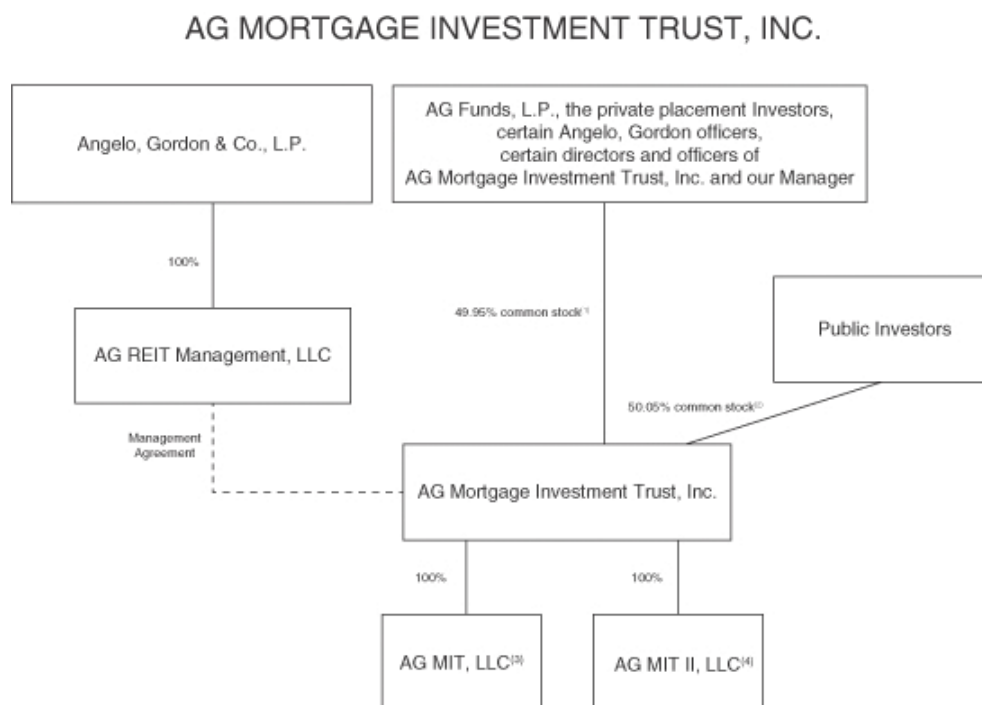 AG MORTGAGE INVESTMENT TRUST, INC.
Angelo, Gordon & Co., L.P.
AG Funds, L.P., the private placement Investors,
certain Angelo, Gordon officers,
certain directors and officers of
AG Mortgage Investment Trust, Inc. and our Manager
100%
49.95% common stock
Public Investors
AG REIT Management, LLC
50.05% common stock
Management
Agreement
AG Mortgage Investment Trust, Inc.
100%
100%
AG MIT, LLC(3)
AG MIT II, LLC(4)